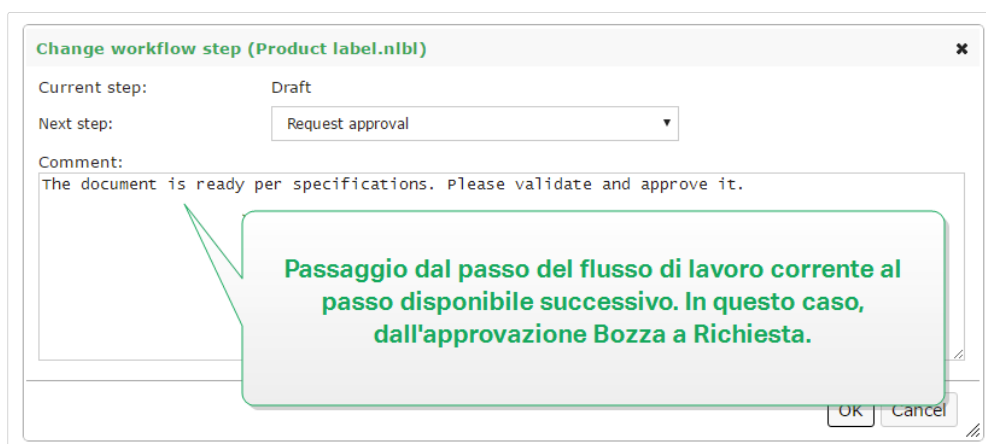 Change workflow step (Product label.nlbl)
Current step: Draft
Next step: Request approval
Comment:
The document is ready per specifications. Please validate and approve it.
Passaggio dal passo del flusso di lavoro corrente al
passo disponibile successivo. In questo caso,
dall'approvazione Bozza a Richiesta.
OK Cancel